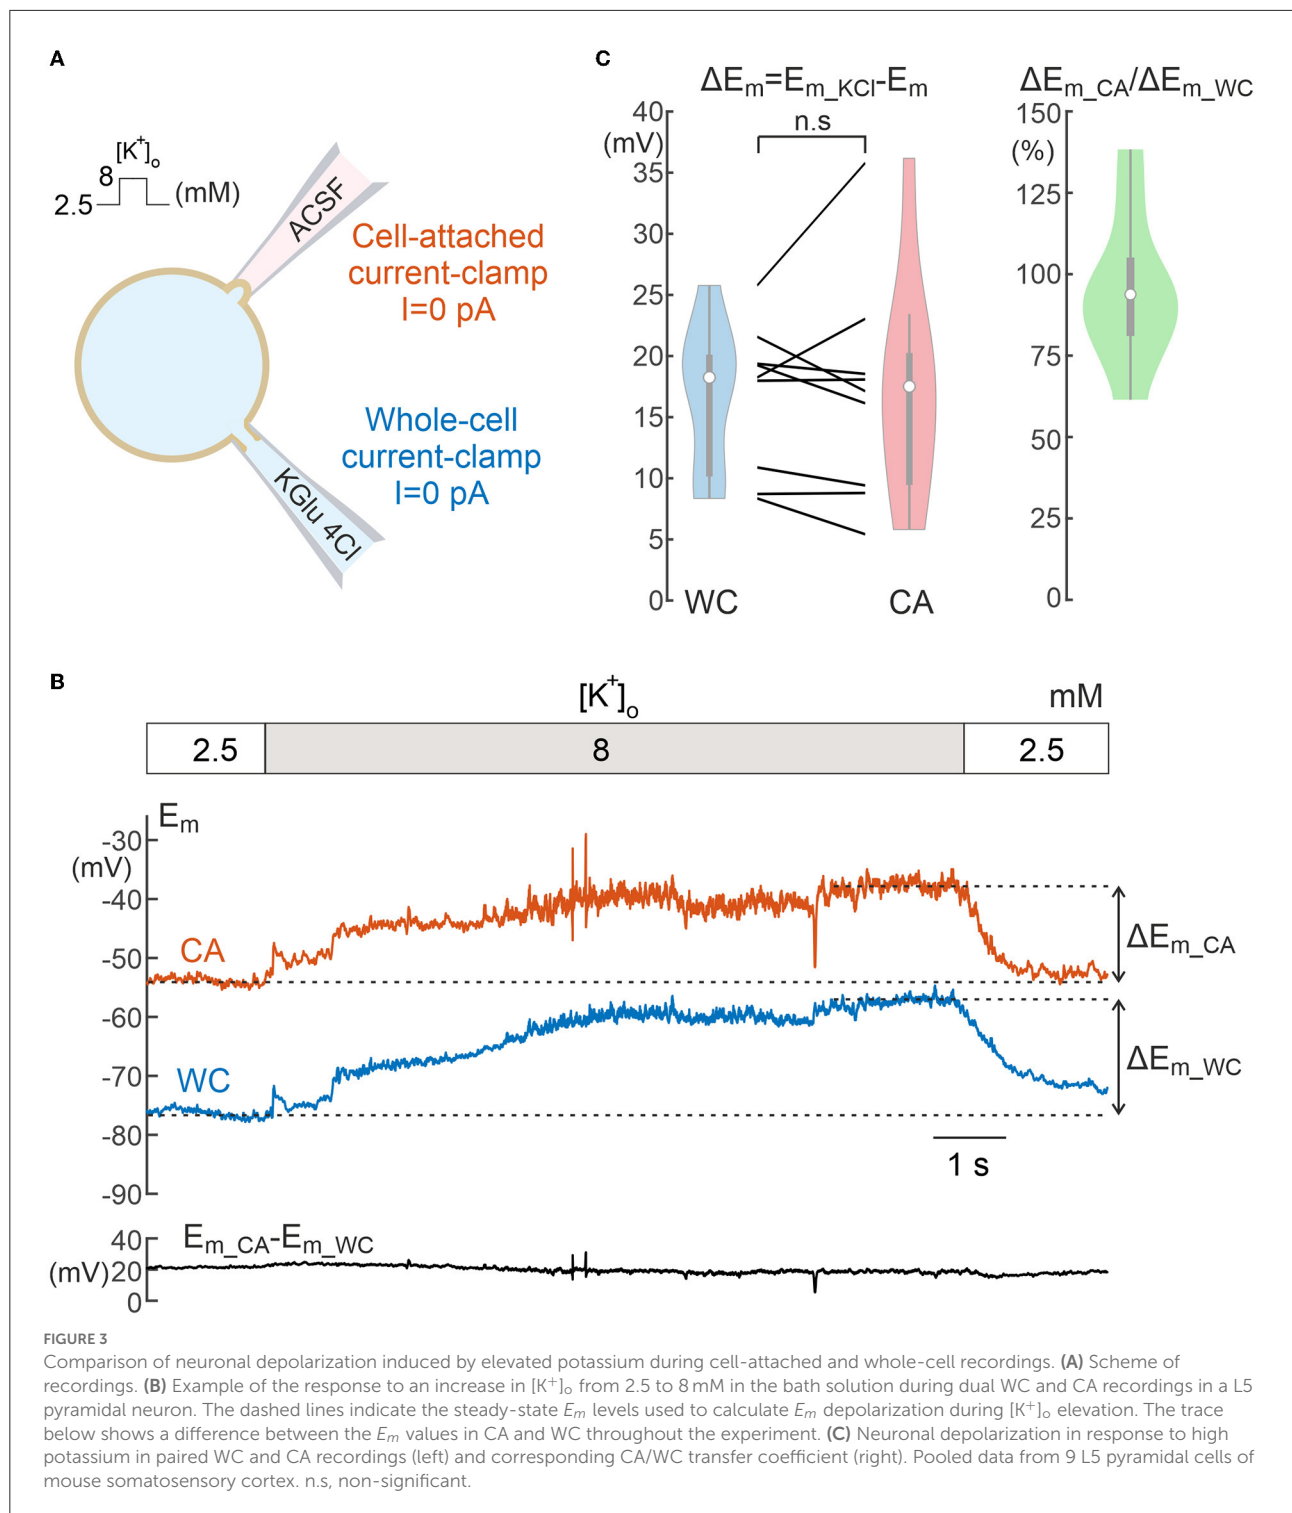 A
[K⁺]ₒ
8
2.5
(mM)
ACSF
Cell-attached
current-clamp
I=0 pA
Whole-cell
current-clamp
I=0 pA
KGlu 4Cl
C
ΔEm=Em_KCl-Em
40
(mV)
35
30
25
20
15
10
5
0
n.s
WC
CA
ΔEm_CA/ΔEm_WC
150
(%)
125
100
75
50
25
0
B
[K⁺]ₒ
mM
2.5
8
2.5
Em
-30
(mV)
-40
-50
-60
-70
-80
-90
CA
WC
ΔEm_CA
ΔEm_WC
1 s
Em_CA-Em_WC
40
(mV)
20
0
FIGURE 3
Comparison of neuronal depolarization induced by elevated potassium during cell-attached and whole-cell recordings. (A) Scheme of
recordings. (B) Example of the response to an increase in [K⁺]ₒ from 2.5 to 8 mM in the bath solution during dual WC and CA recordings in a L5
pyramidal neuron. The dashed lines indicate the steady-state Em levels used to calculate Em depolarization during [K⁺]ₒ elevation. The trace
below shows a difference between the Em values in CA and WC throughout the experiment. (C) Neuronal depolarization in response to high
potassium in paired WC and CA recordings (left) and corresponding CA/WC transfer coefficient (right). Pooled data from 9 L5 pyramidal cells of
mouse somatosensory cortex. n.s, non-significant.